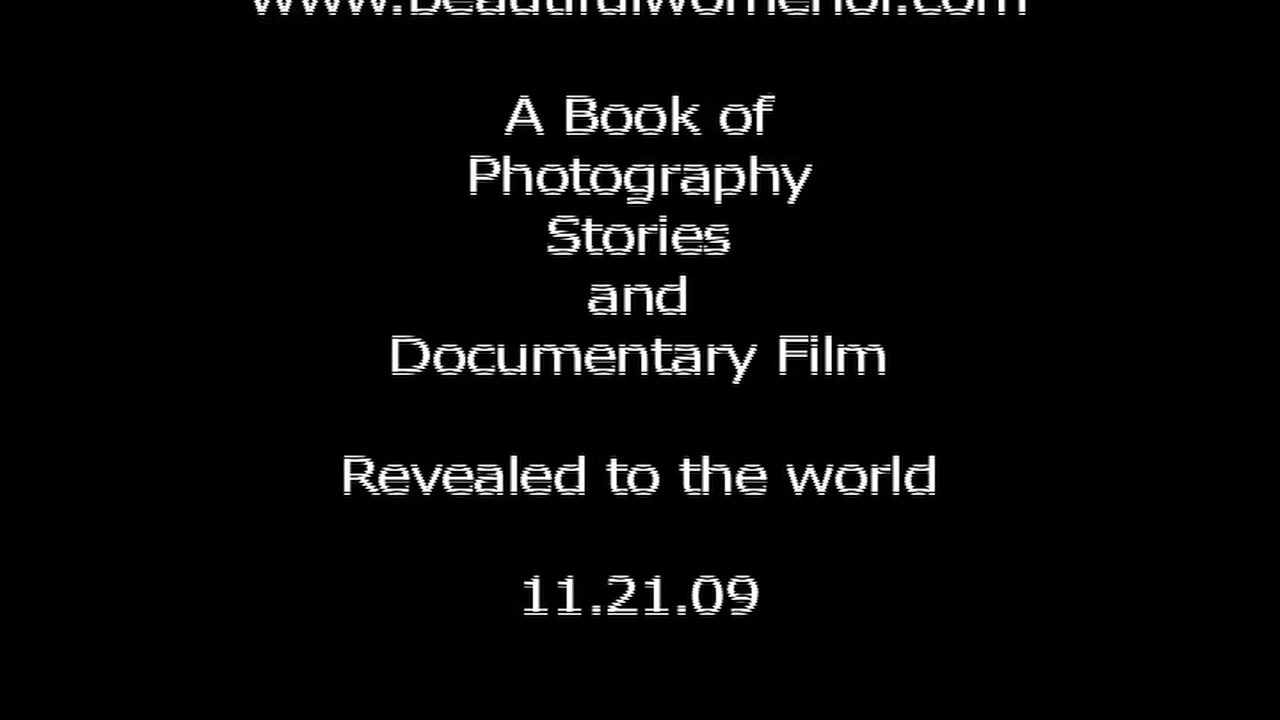 A Book of
Photography
Stories
and
Documentary Film
Revealed to the world
11.21.09